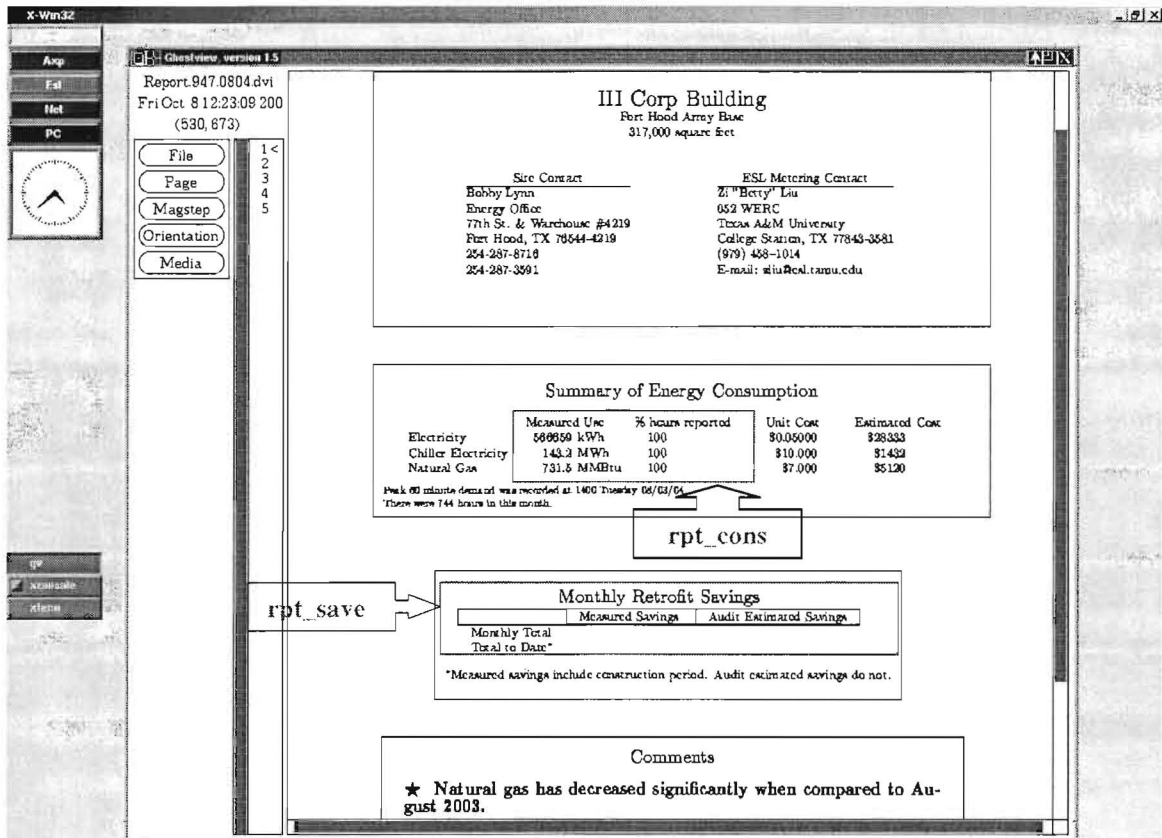 X-Win32
Axp
Esl
Net
PC
Ghostview, version 1.5
Report.947.0804.dvi
Fri Oct 8 12:23:09 200
(530, 673)
File
Page
Magstep
Orientation
Media
1 <
2
3
4
5
III Corp Building
Fort Hood Army Base
317,000 square feet
Site Contact
Bobby Lynn
Energy Office
77th St. & Warehouse #4219
Fort Hood, TX 76544-4219
254-287-8716
254-287-3591
ESL Metering Contact
Zi "Betty" Liu
052 WERC
Texas A&M University
College Station, TX 77843-3581
(979) 458-1014
E-mail: ziiu@esl.tamu.edu
Summary of Energy Consumption
Measured Use % hours reported Unit Cost Estimated Cost
Electricity 566659 kWh 100 $0.05000 $28333
Chiller Electricity 143.2 MWh 100 $10.000 $1432
Natural Gas 731.5 MMBtu 100 $7.000 $5120
Peak 60 minute demand was recorded at 1400 Tuesday 08/03/04.
There were 744 hours in this month.
rpt_cons
rpt_save
Monthly Retrofit Savings
Measured Savings Audit Estimated Savings
Monthly Total
Total to Date*
*Measured savings include construction period. Audit estimated savings do not.
Comments
★ Natural gas has decreased significantly when compared to Au-
gust 2003.
gv
xconsole
xterm